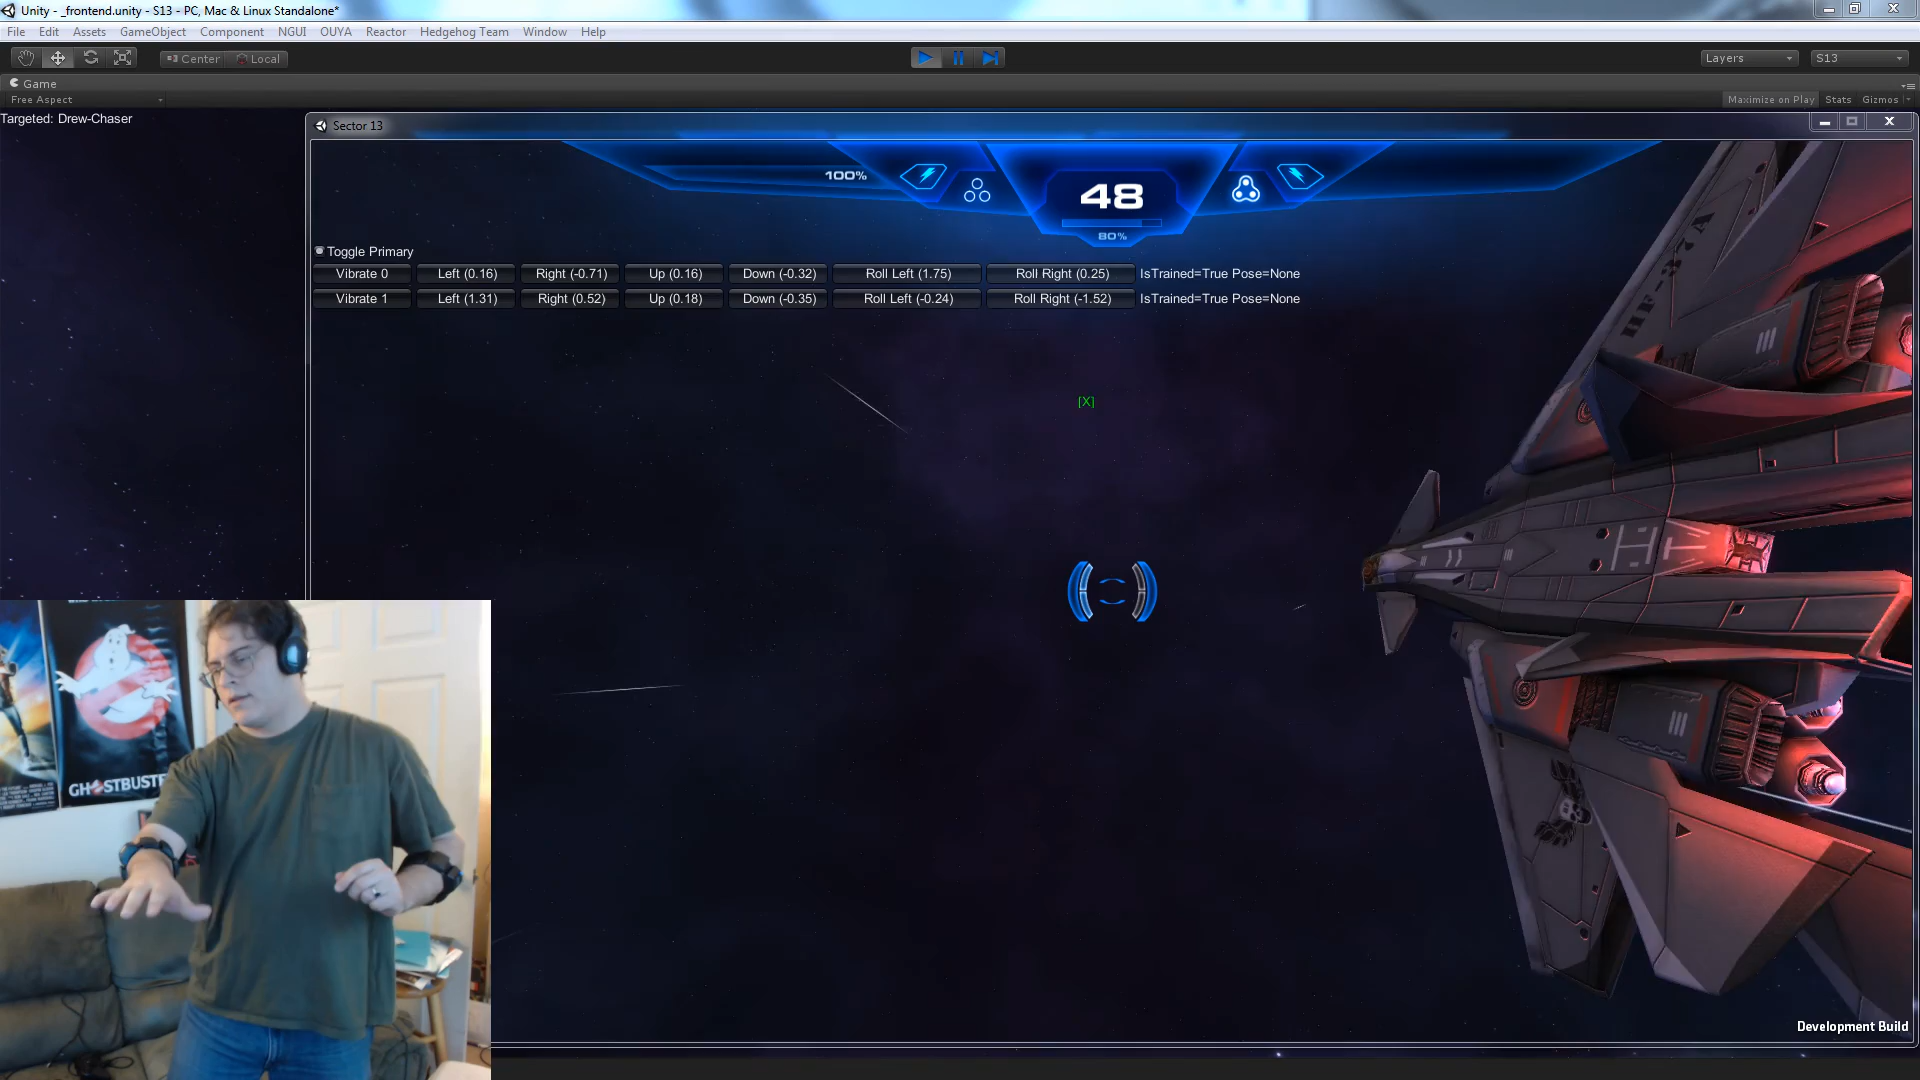 Unity - _frontend.unity - S13 - PC, Mac & Linux Standalone*
File Edit Assets GameObject Component NGUI OUYA Reactor Hedgehog Team Window Help
Center Local Layers S13
Game
Free Aspect Maximize on Play Stats Gizmos
Targeted: Drew-Chaser
Sector 13
100%
48
80%
Toggle Primary
Vibrate 0 Left (0.16) Right (-0.71) Up (0.16) Down (-0.32) Roll Left (1.75) Roll Right (0.25) IsTrained=True Pose=None
Vibrate 1 Left (1.31) Right (0.52) Up (0.18) Down (-0.35) Roll Left (-0.24) Roll Right (-1.52) IsTrained=True Pose=None
[X]
GHOSTBUSTE
Development Build